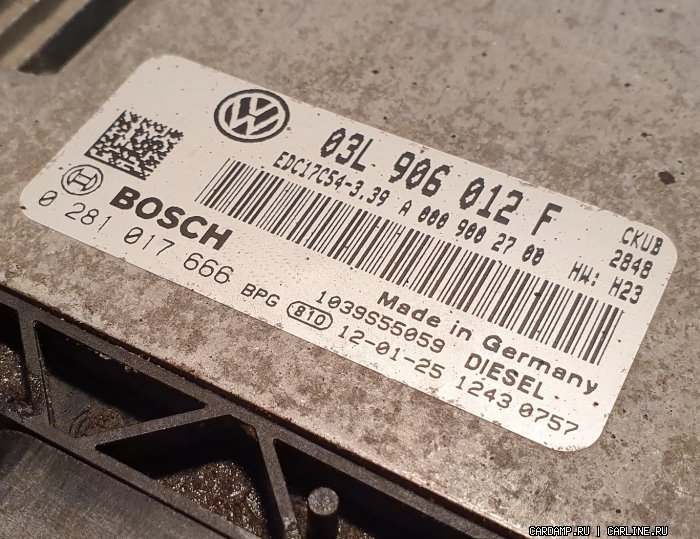 03L 906 012 F
EDC17C54-3.39 A 000 900 27 00
CKUB
2848
HW: H23
BOSCH
0 281 017 666
BPG 810
1039S55059
12-01-25 1243 0757
Made in Germany
DIESEL
CARDAMP.RU | CARLINE.RU